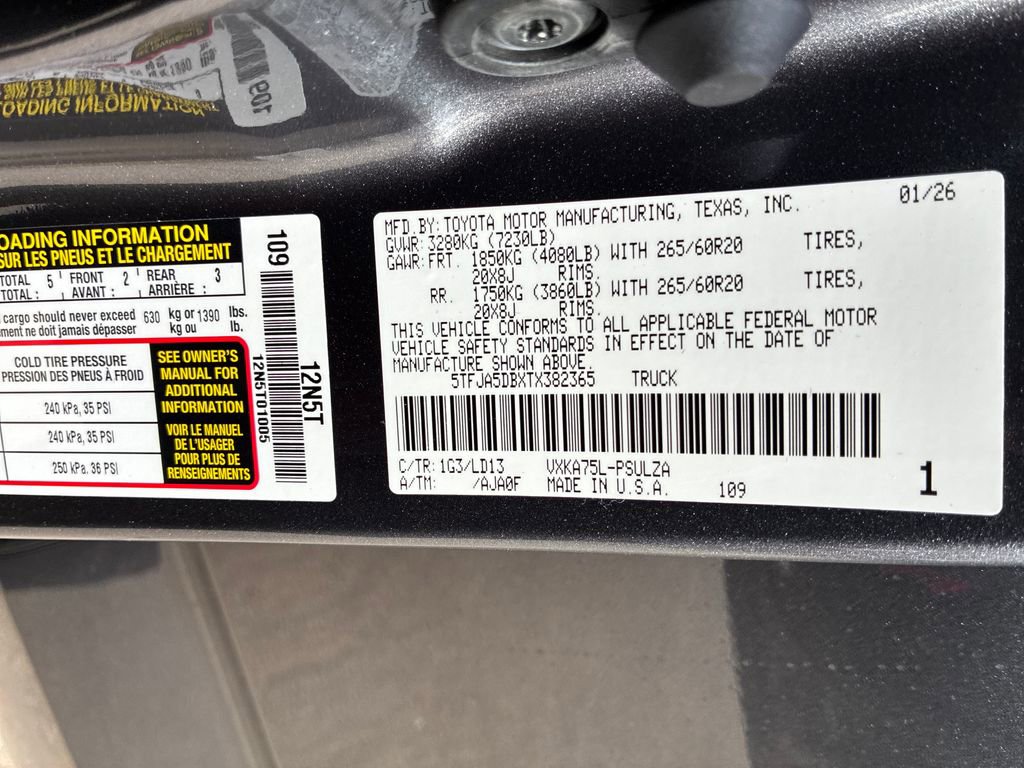 LOADING INFORMATION
109
OADING INFORMATION
SUR LES PNEUS ET LE CHARGEMENT
TOTAL 5 FRONT 2 REAR 3
TOTAL : AVANT : ARRIÈRE :
cargo should never exceed 630 kg or 1390 lbs.
ement ne doit jamais dépasser kg ou lb.
COLD TIRE PRESSURE
PRESSION DES PNEUS À FROID
240 kPa, 35 PSI
240 kPa, 35 PSI
250 kPa, 36 PSI
SEE OWNER'S
MANUAL FOR
ADDITIONAL
INFORMATION
VOIR LE MANUEL
DE L'USAGER
POUR PLUS DE
RENSEIGNEMENTS
109
12N5T01005
12N5T
MFD.BY:TOYOTA MOTOR MANUFACTURING, TEXAS, INC. 01/26
GVWR: 3280KG (7230LB)
GAWR:FRT. 1850KG (4080LB) WITH 265/60R20 TIRES,
20X8J RIMS.
RR. 1750KG (3860LB) WITH 265/60R20 TIRES,
20X8J RIMS.
THIS VEHICLE CONFORMS TO ALL APPLICABLE FEDERAL MOTOR
VEHICLE SAFETY STANDARDS IN EFFECT ON THE DATE OF
MANUFACTURE SHOWN ABOVE.
5TFJA5DBXTX382365 TRUCK
C/TR: 1G3/LD13 VXKA75L-PSULZA
A/TM: /AJA0F MADE IN U.S.A. 109
1